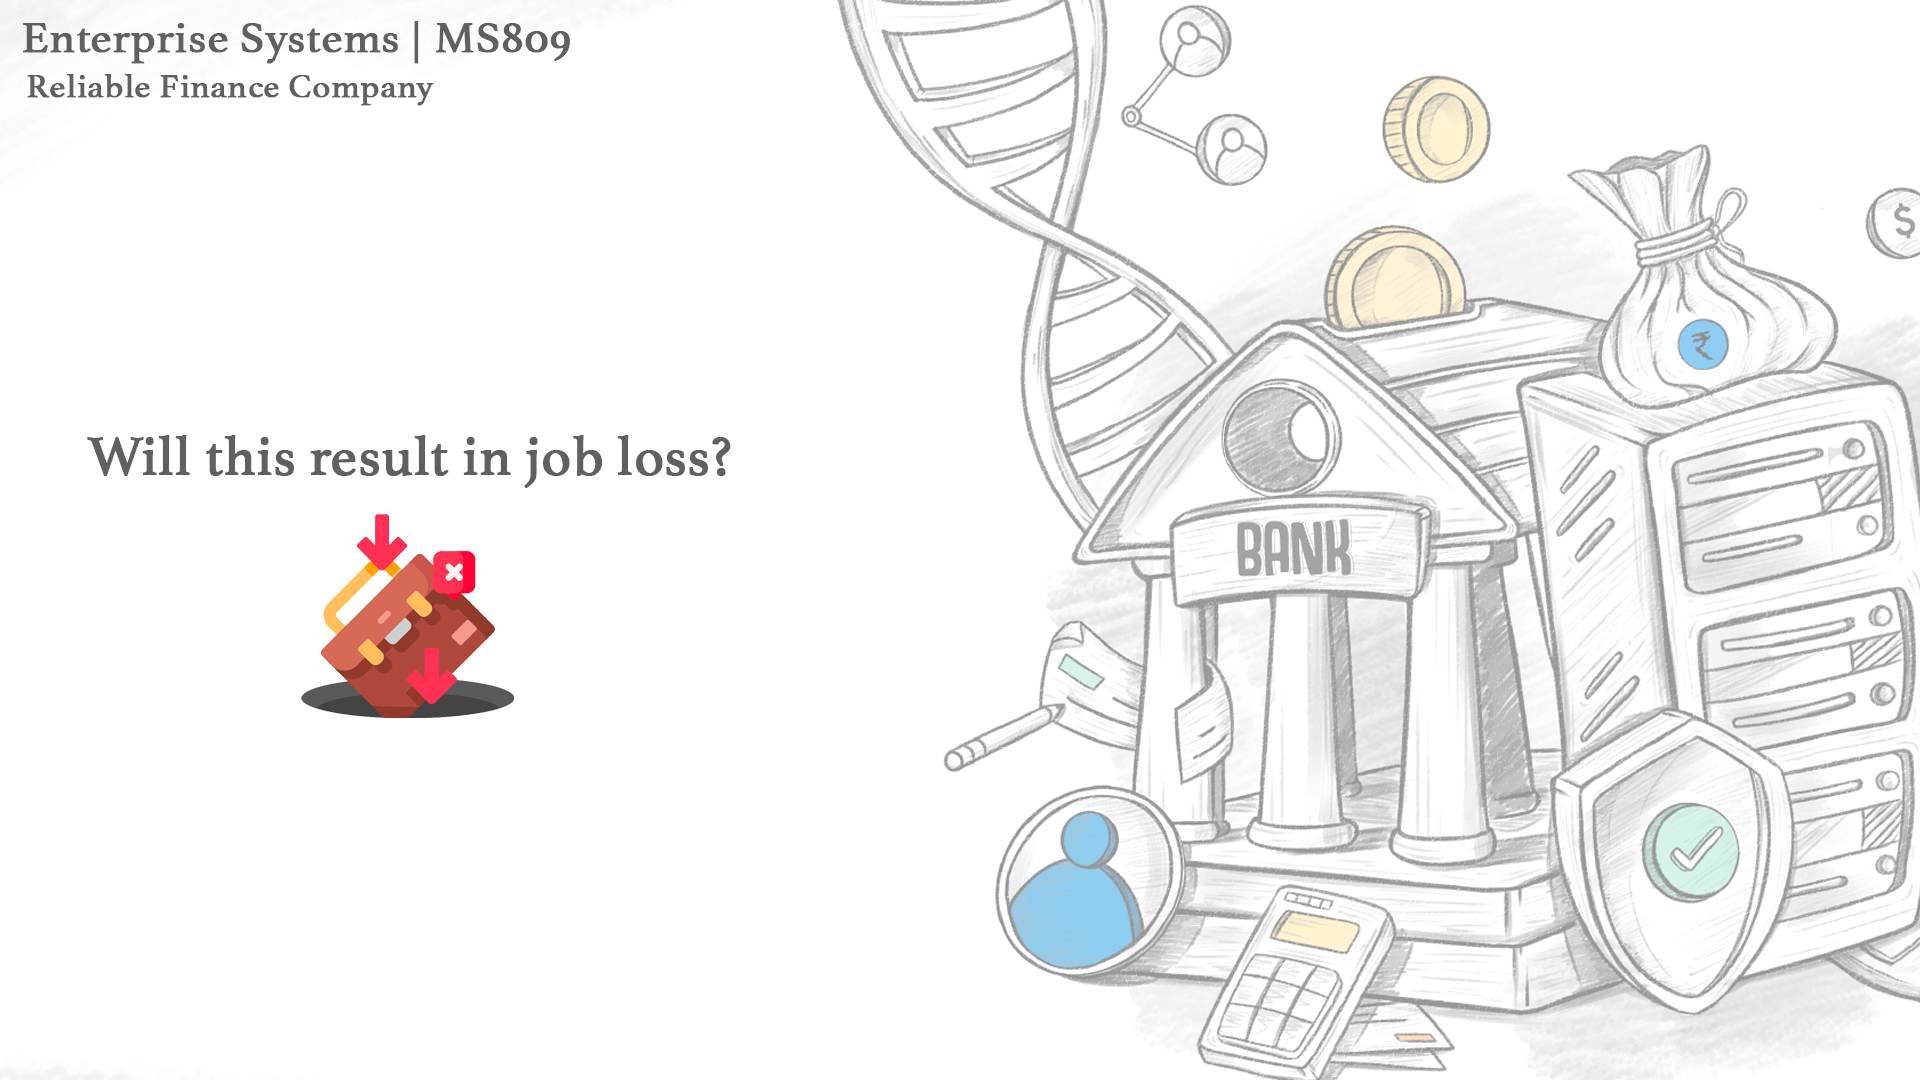 Enterprise Systems | MS809
Reliable Finance Company
$
₹
Will this result in job loss?
BANK